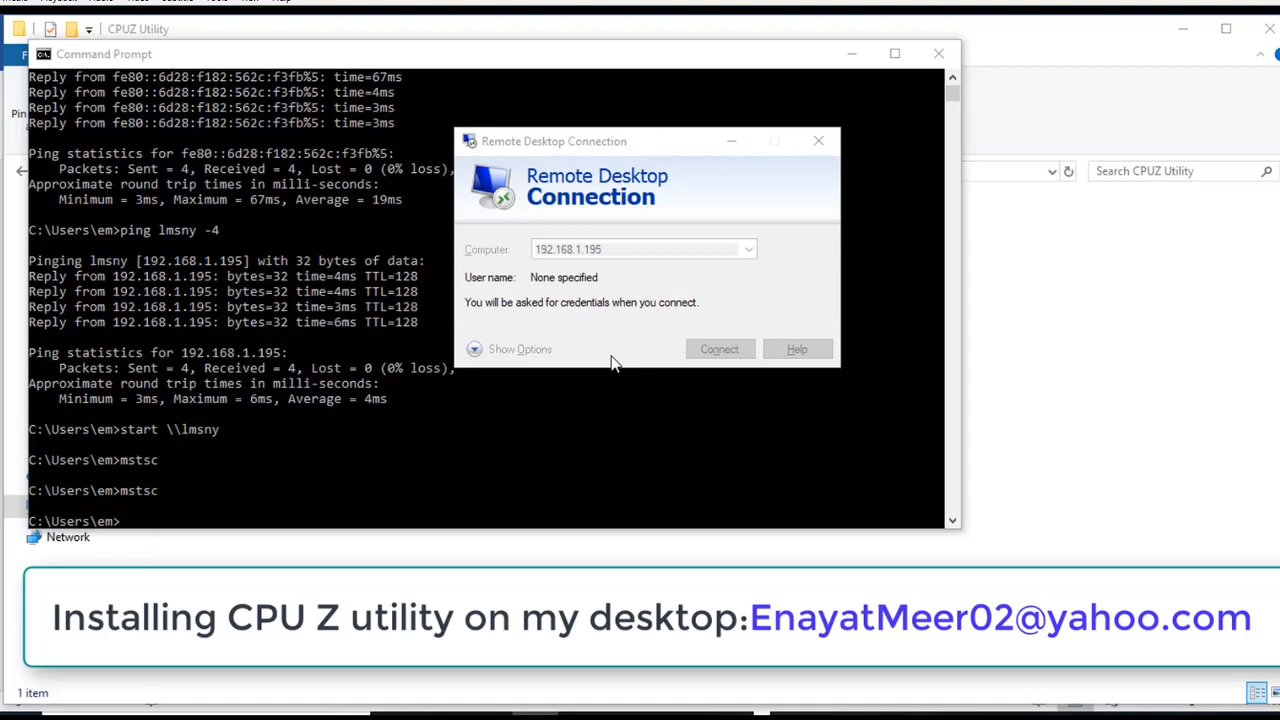 CPUZ Utility
Command Prompt
Reply from fe80::6d28:f182:562c:f3fb%5: time=67ms
Reply from fe80::6d28:f182:562c:f3fb%5: time=4ms
Reply from fe80::6d28:f182:562c:f3fb%5: time=3ms
Reply from fe80::6d28:f182:562c:f3fb%5: time=3ms
Ping statistics for fe80::6d28:f182:562c:f3fb%5:
Packets: Sent = 4, Received = 4, Lost = 0 (0% loss),
Approximate round trip times in milli-seconds:
Minimum = 3ms, Maximum = 67ms, Average = 19ms
C:\Users\em>ping lmsny -4
Pinging lmsny [192.168.1.195] with 32 bytes of data:
Reply from 192.168.1.195: bytes=32 time=4ms TTL=128
Reply from 192.168.1.195: bytes=32 time=4ms TTL=128
Reply from 192.168.1.195: bytes=32 time=3ms TTL=128
Reply from 192.168.1.195: bytes=32 time=6ms TTL=128
Ping statistics for 192.168.1.195:
Packets: Sent = 4, Received = 4, Lost = 0 (0% loss),
Approximate round trip times in milli-seconds:
Minimum = 3ms, Maximum = 6ms, Average = 4ms
C:\Users\em>start \\lmsny
C:\Users\em>mstsc
C:\Users\em>mstsc
C:\Users\em>
Remote Desktop Connection
Remote Desktop
Connection
Computer: 192.168.1.195
User name: None specified
You will be asked for credentials when you connect.
Show Options Connect Help
Pin
Search CPUZ Utility
Network
Installing CPU Z utility on my desktop:EnayatMeer02@yahoo.com
1 item